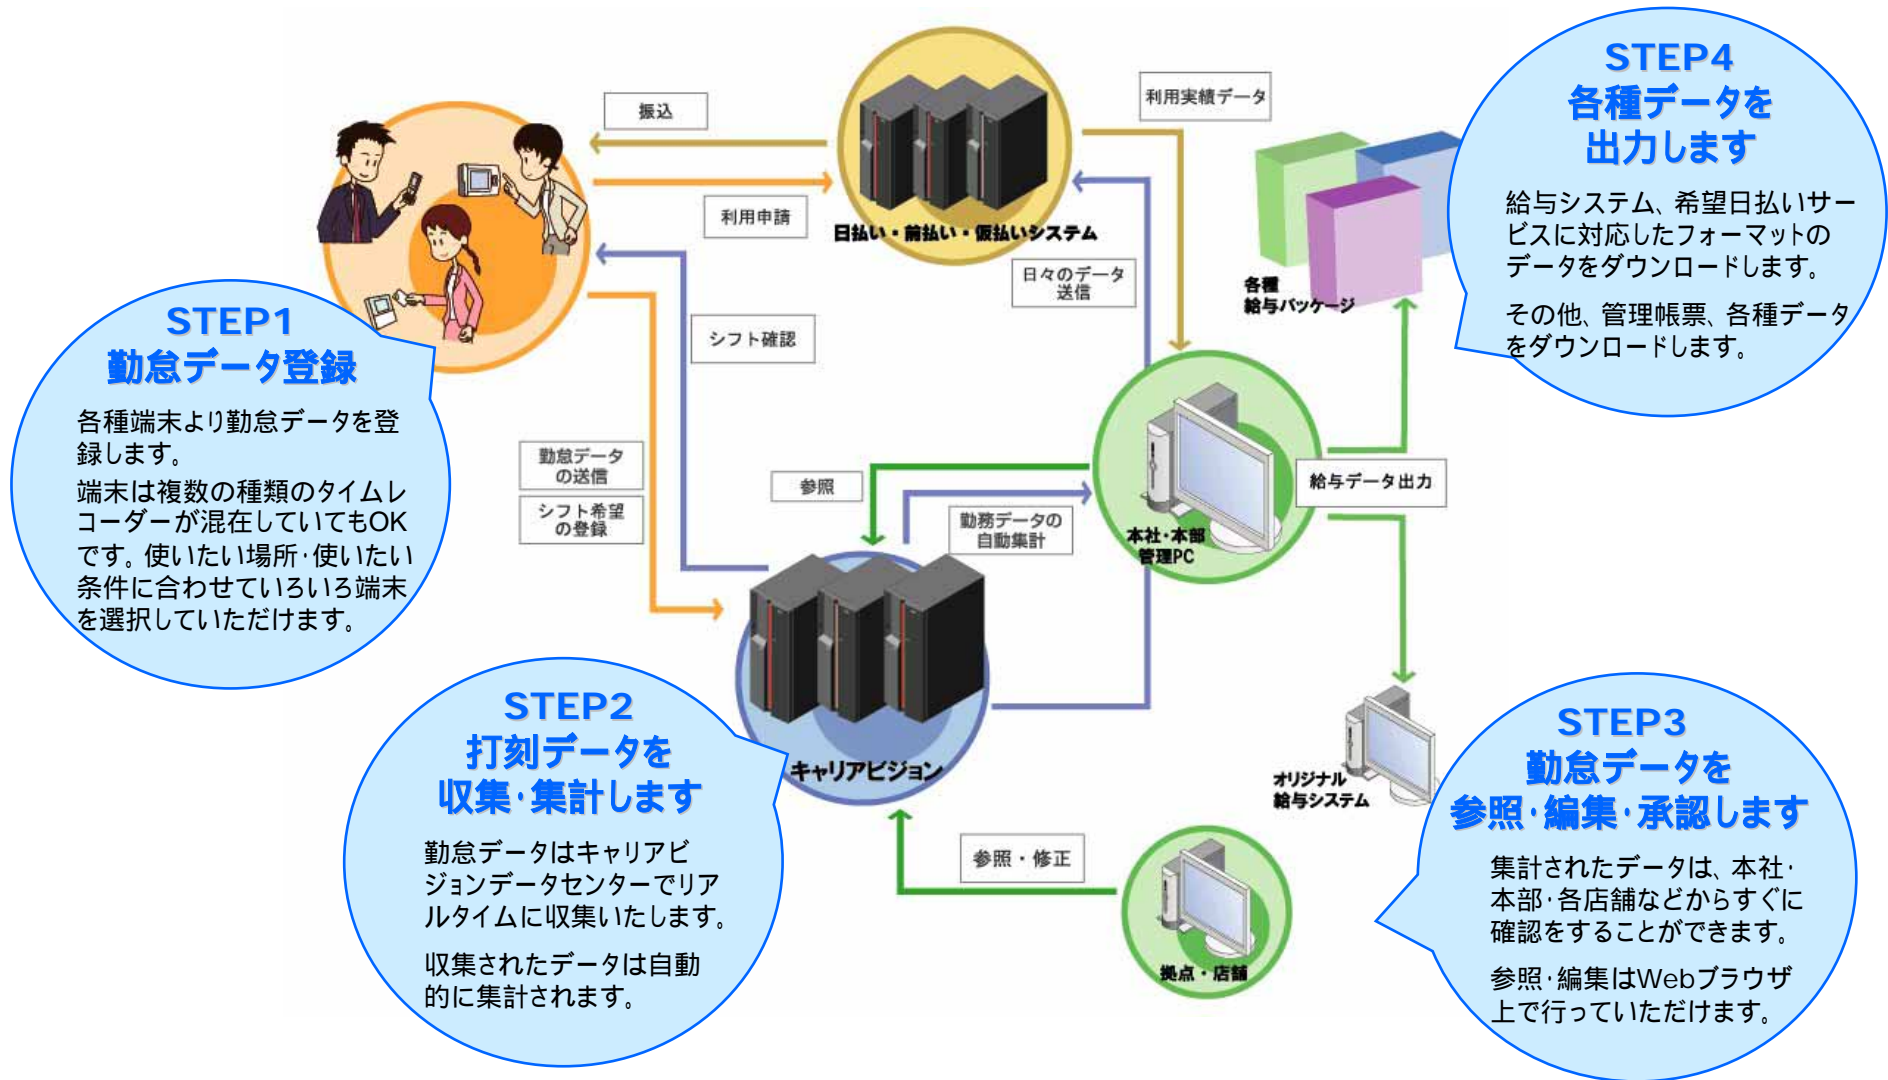 STEP1
勤怠データ登録
各種端末より勤怠データを登
録します。
端末は複数の種類のタイムレ
コーダーが混在していてもOK
です。使いたい場所・使いたい
条件に合わせていろいろ端末
を選択していただけます。
振込
利用申請
日払い・前払い・仮払いシステム
利用実績データ
日々のデータ
送信
シフト確認
勤怠データ
の送信
シフト希望
の登録
参照
勤務データの
自動集計
本社・本部
管理PC
給与データ出力
各種
給与パッケージ
STEP4
各種データを
出力します
給与システム、希望日払いサー
ビスに対応したフォーマットの
データをダウンロードします。
その他、管理帳票、各種データ
をダウンロードします。
STEP2
打刻データを
収集・集計します
勤怠データはキャリアビ
ジョンデータセンターでリア
ルタイムに収集いたします。
収集されたデータは自動
的に集計されます。
キャリアビジョン
参照・修正
拠点・店舗
オリジナル
給与システム
STEP3
勤怠データを
参照・編集・承認します
集計されたデータは、本社・
本部・各店舗などからすぐに
確認をすることができます。
参照・編集はWebブラウザ
上で行っていただけます。